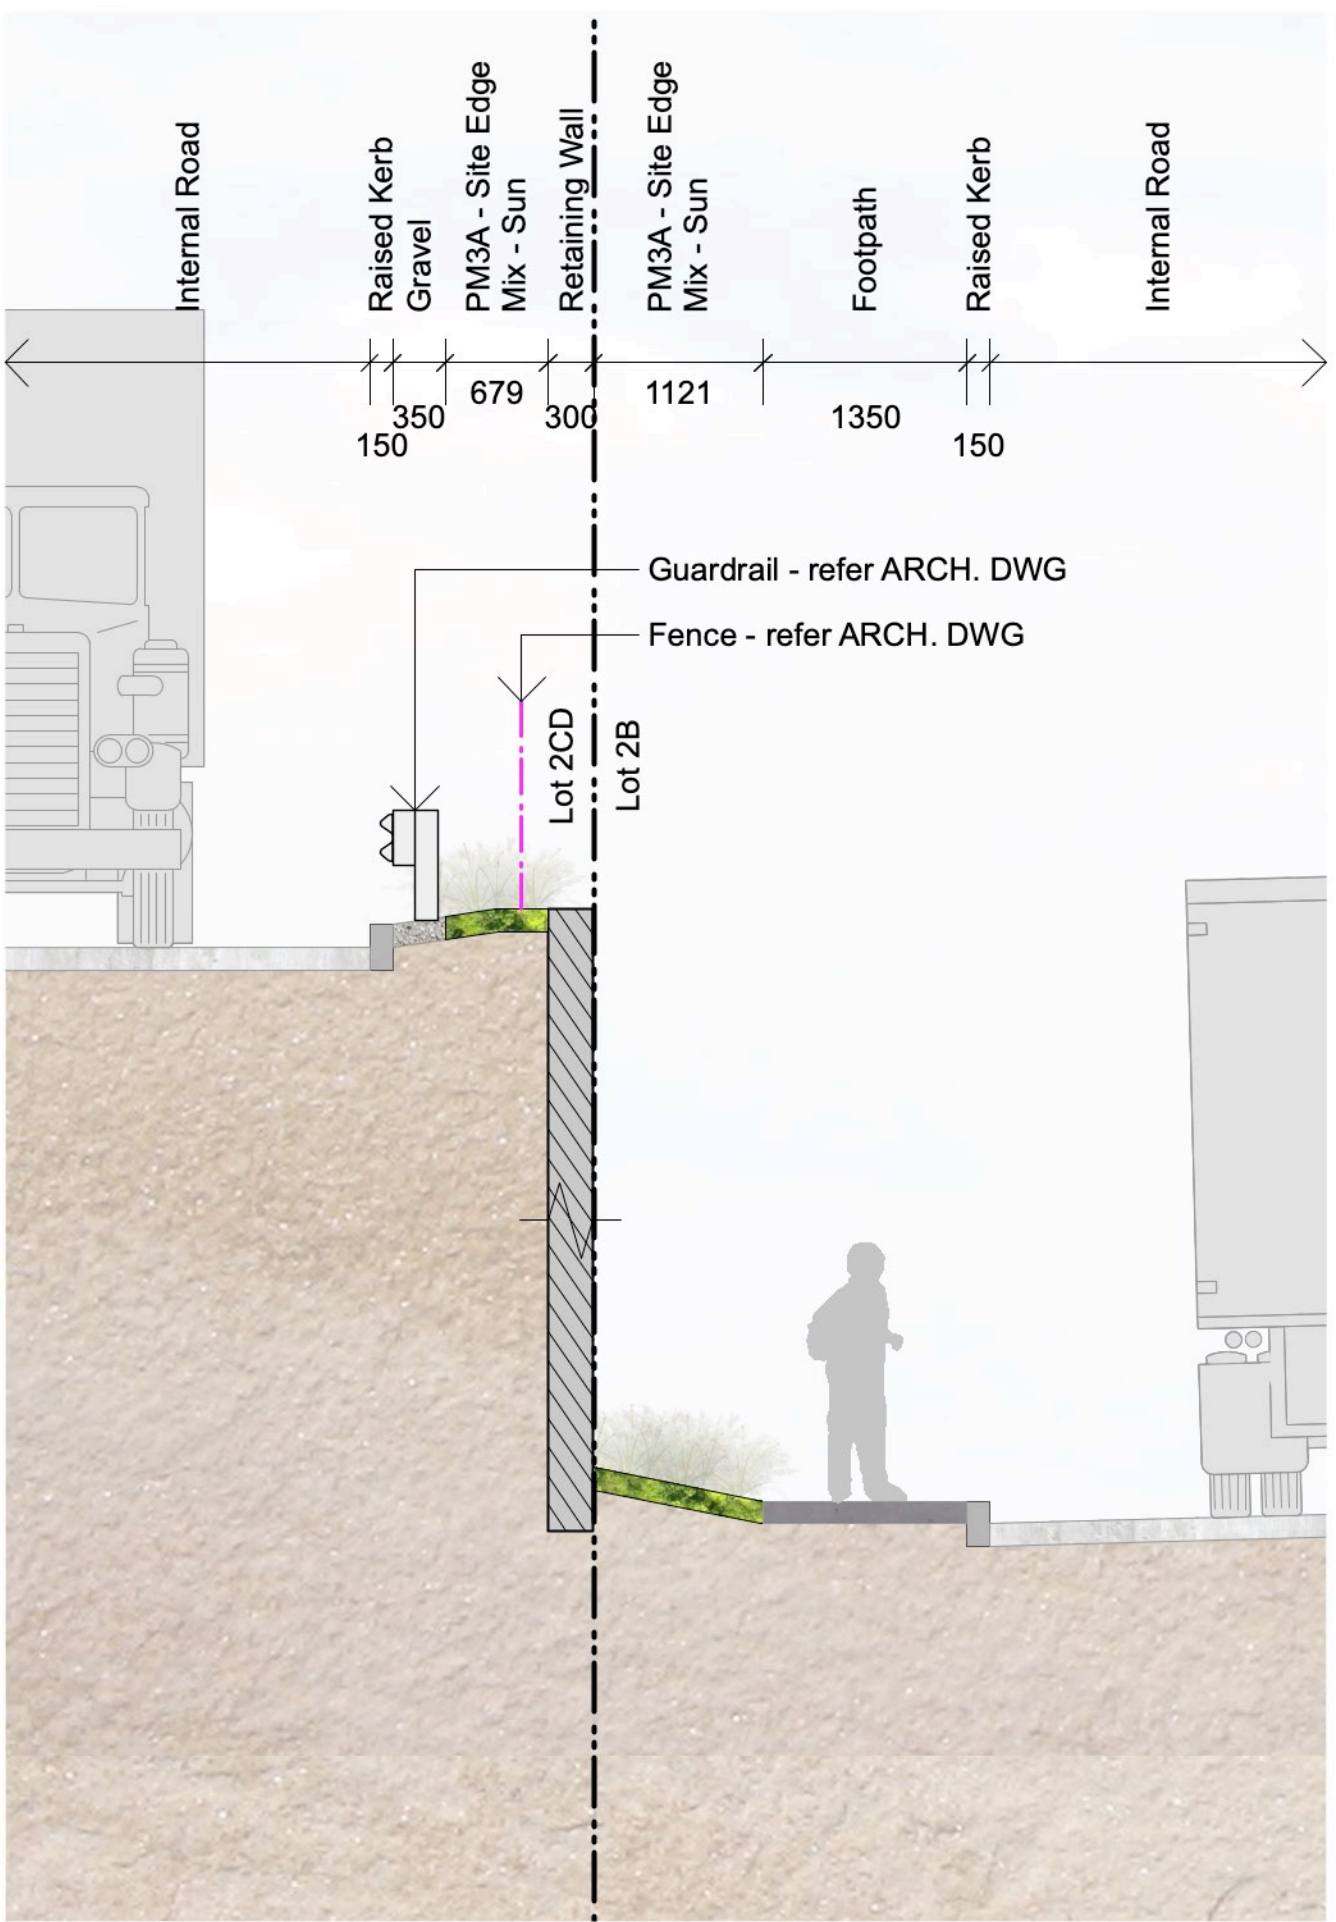 Internal Road
Raised Kerb
Gravel
PM3A - Site Edge
Mix - Sun
Retaining Wall
PM3A - Site Edge
Mix - Sun
Footpath
Raised Kerb
Internal Road
150
350
679
300
1121
1350
150
Guardrail - refer ARCH. DWG
Fence - refer ARCH. DWG
Lot 2CD
Lot 2B